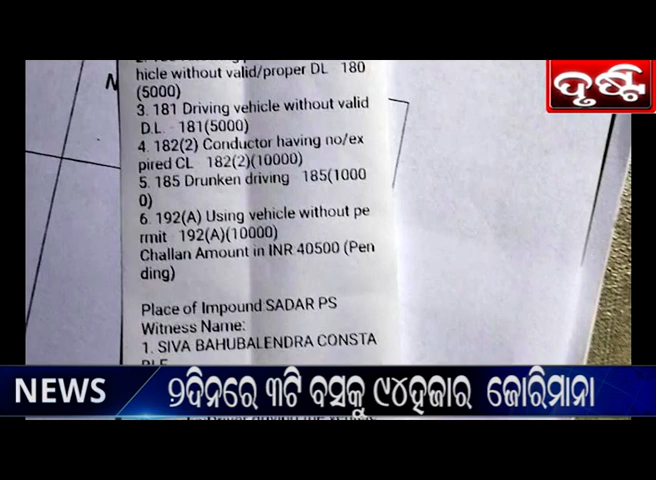 ଦୃଷ୍ଟି
hicle without valid/proper DL 180
(5000)
3. 181 Driving vehicle without valid
D.L. - 181(5000)
4. 182(2) Conductor having no/ex
pired CL 182(2)(10000)
5. 185 Drunken driving 185(1000
0)
6. 192(A) Using vehicle without pe
rmit 192(A)(10000)
Challan Amount in INR 40500 (Pen
ding)
Place of Impound:SADAR PS
Witness Name:
1. SIVA BAHUBALENDRA CONSTA
NEWS
୨ଦିନରେ ୩ଟି ବସକୁ ୯୪ହଜାର ଜୋରିମାନା